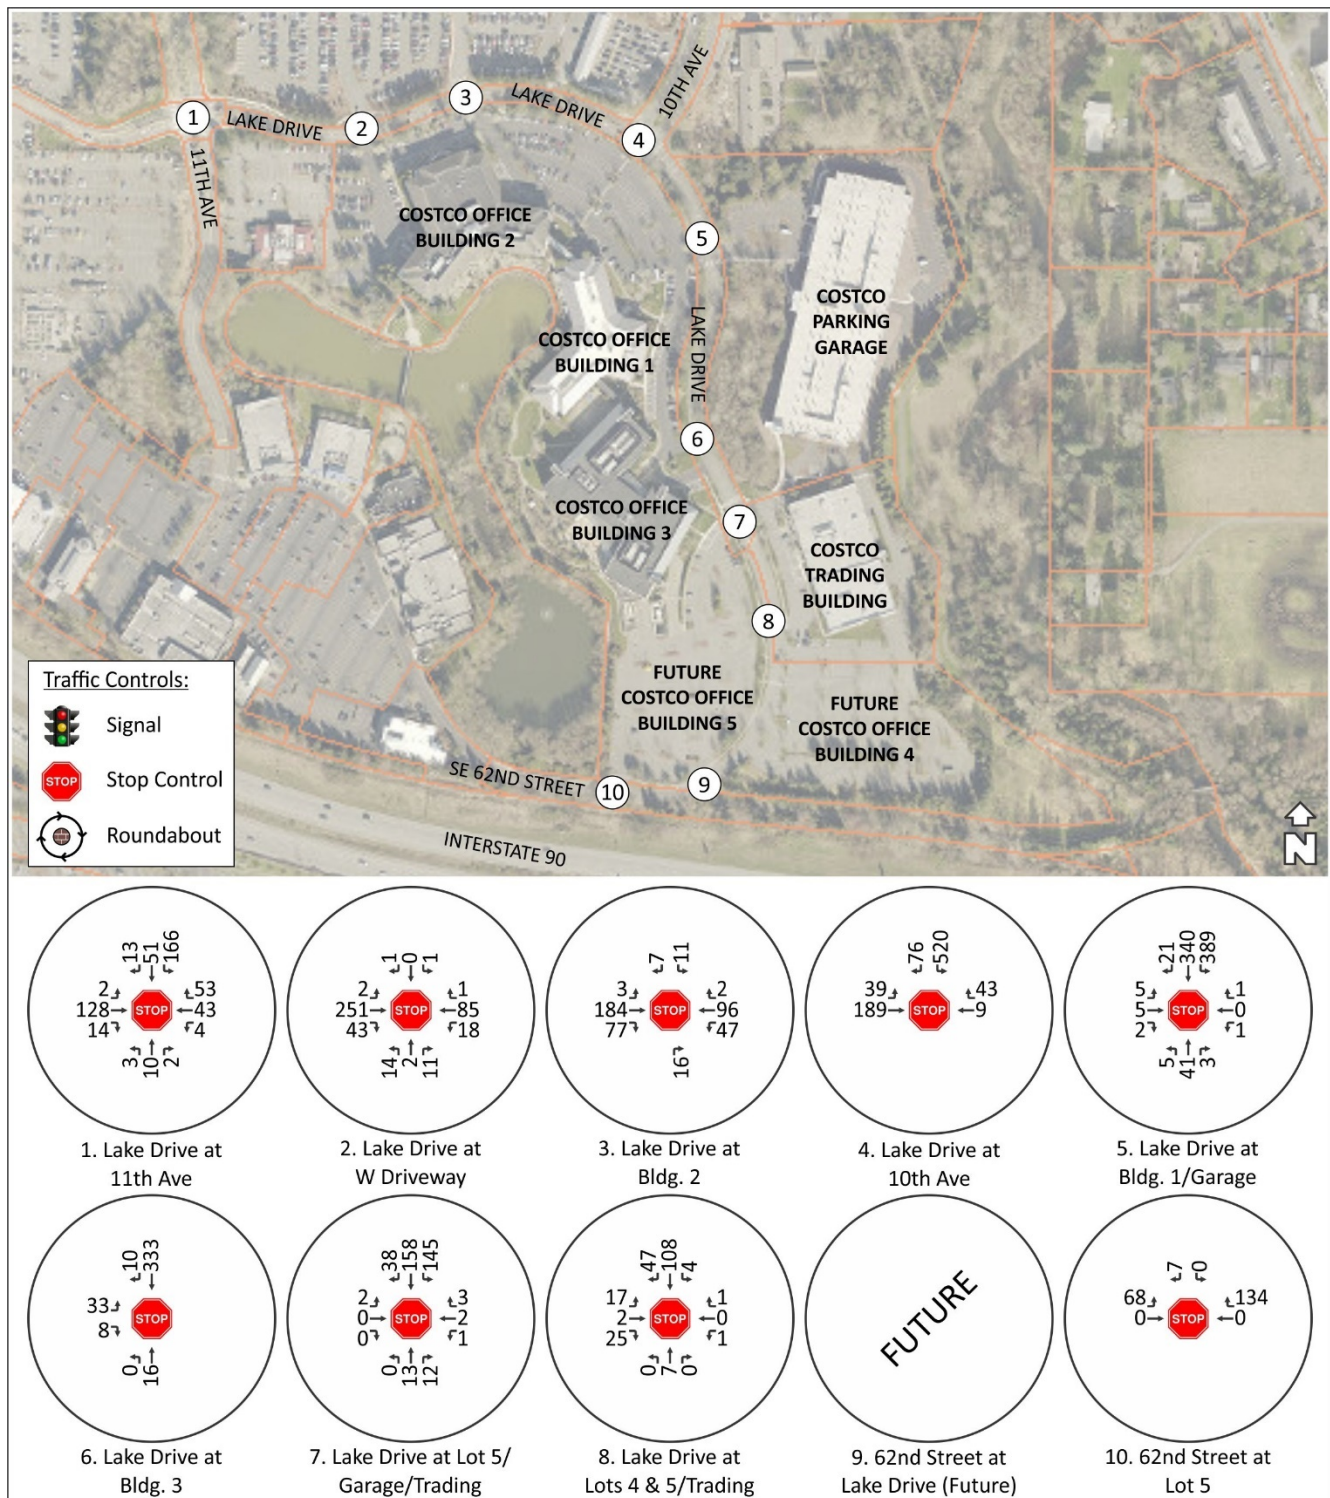 LAKE DRIVE
LAKE DRIVE
10TH AVE
11TH AVE
1
2
3
4
5
6
7
8
9
10
COSTCO OFFICE
BUILDING 2
COSTCO OFFICE
BUILDING 1
LAKE DRIVE
COSTCO
PARKING
GARAGE
COSTCO OFFICE
BUILDING 3
COSTCO
TRADING
BUILDING
FUTURE
COSTCO OFFICE
BUILDING 5
FUTURE
COSTCO OFFICE
BUILDING 4
SE 62ND STREET
INTERSTATE 90
N
Traffic Controls:
Signal
STOP Stop Control
Roundabout
13 51 166
2 53
128 STOP 43
14 4
3 10 2
1. Lake Drive at
11th Ave
1 0 1
2 1
251 STOP 85
43 18
14 2 11
2. Lake Drive at
W Driveway
7 11
3 2
184 STOP 96
77 47
16
3. Lake Drive at
Bldg. 2
76 520
39 43
189 STOP 9
4. Lake Drive at
10th Ave
21 340 389
5 1
5 STOP 0
2 1
5 41 3
5. Lake Drive at
Bldg. 1/Garage
10 333
33 STOP
8
0 16
6. Lake Drive at
Bldg. 3
38 158 145
2 3
0 STOP 2
0 1
0 13 12
7. Lake Drive at Lot 5/
Garage/Trading
47 108 4
17 1
2 STOP 0
25 1
0 7 0
8. Lake Drive at
Lots 4 & 5/Trading
FUTURE
9. 62nd Street at
Lake Drive (Future)
7 0
68 134
0 STOP 0
10. 62nd Street at
Lot 5